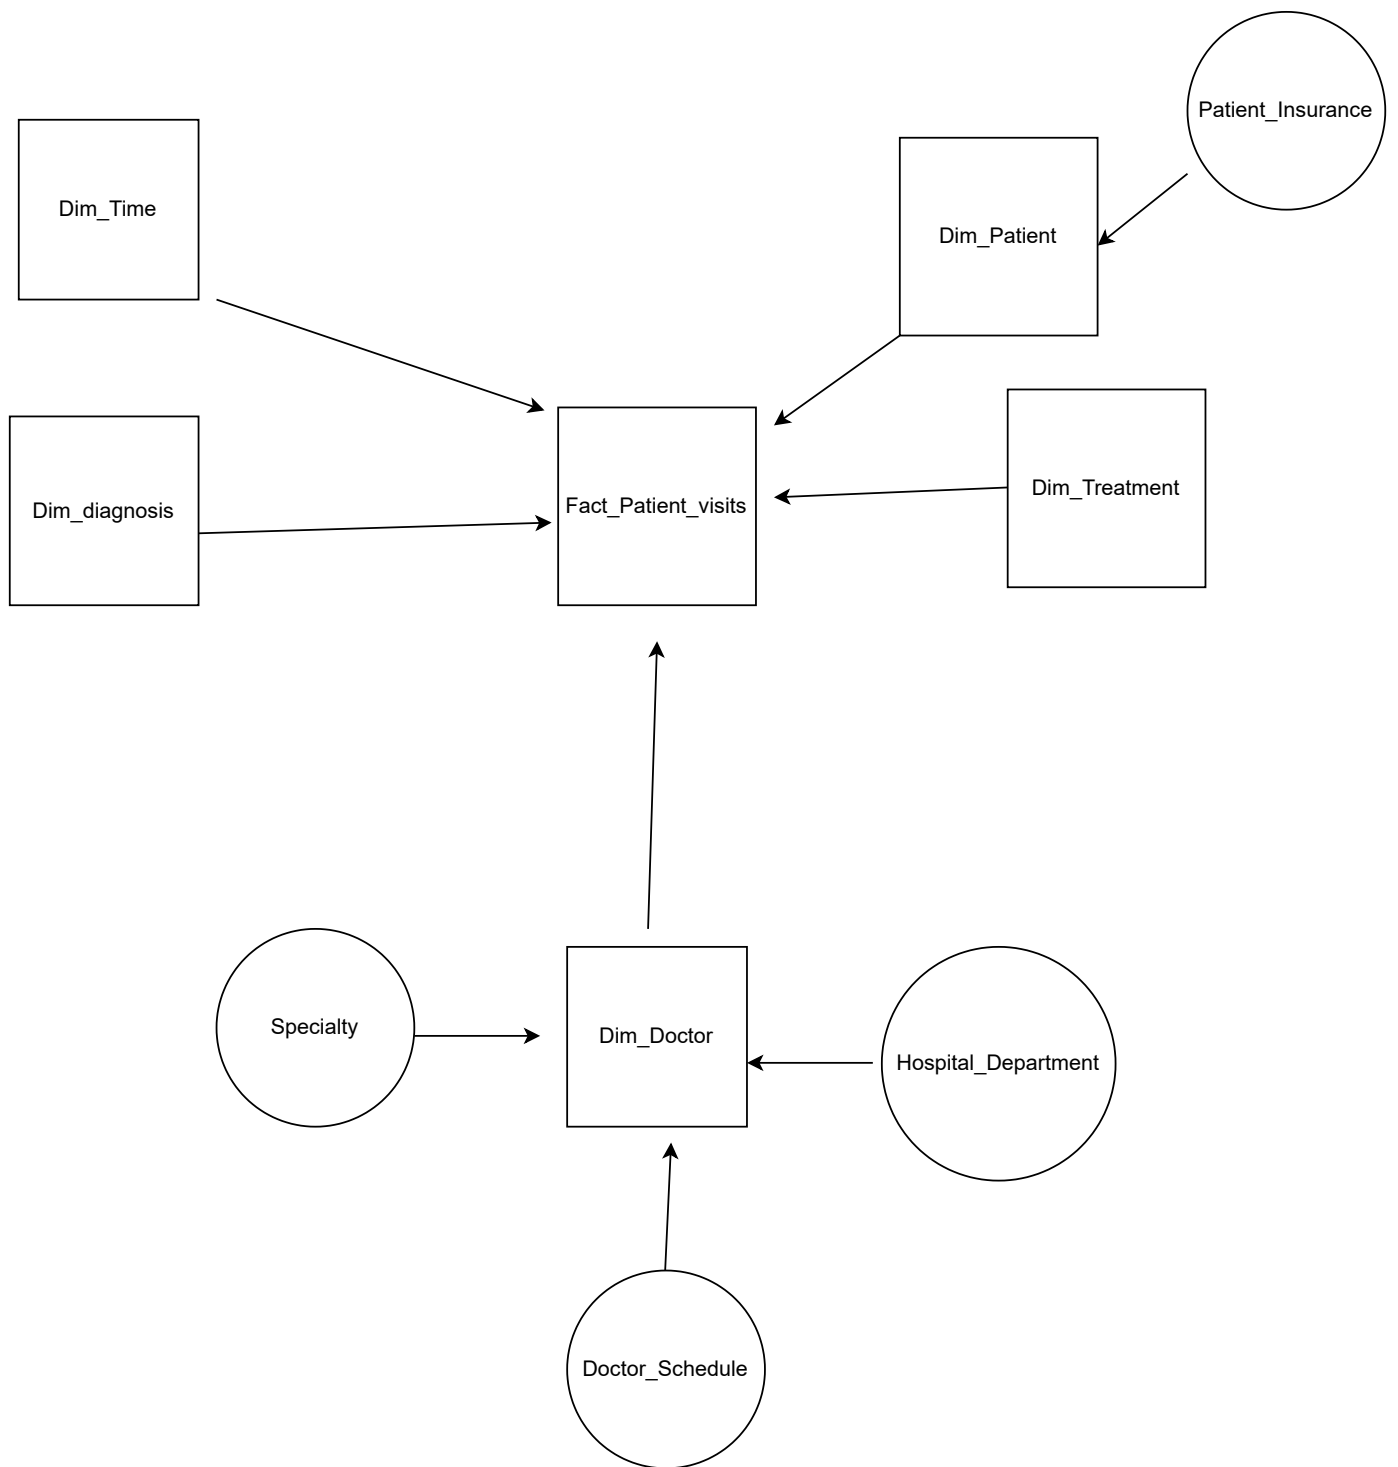 Patient_Insurance
Dim_Time
Dim_Patient
Dim_diagnosis
Fact_Patient_visits
Dim_Treatment
Specialty
Dim_Doctor
Hospital_Department
Doctor_Schedule